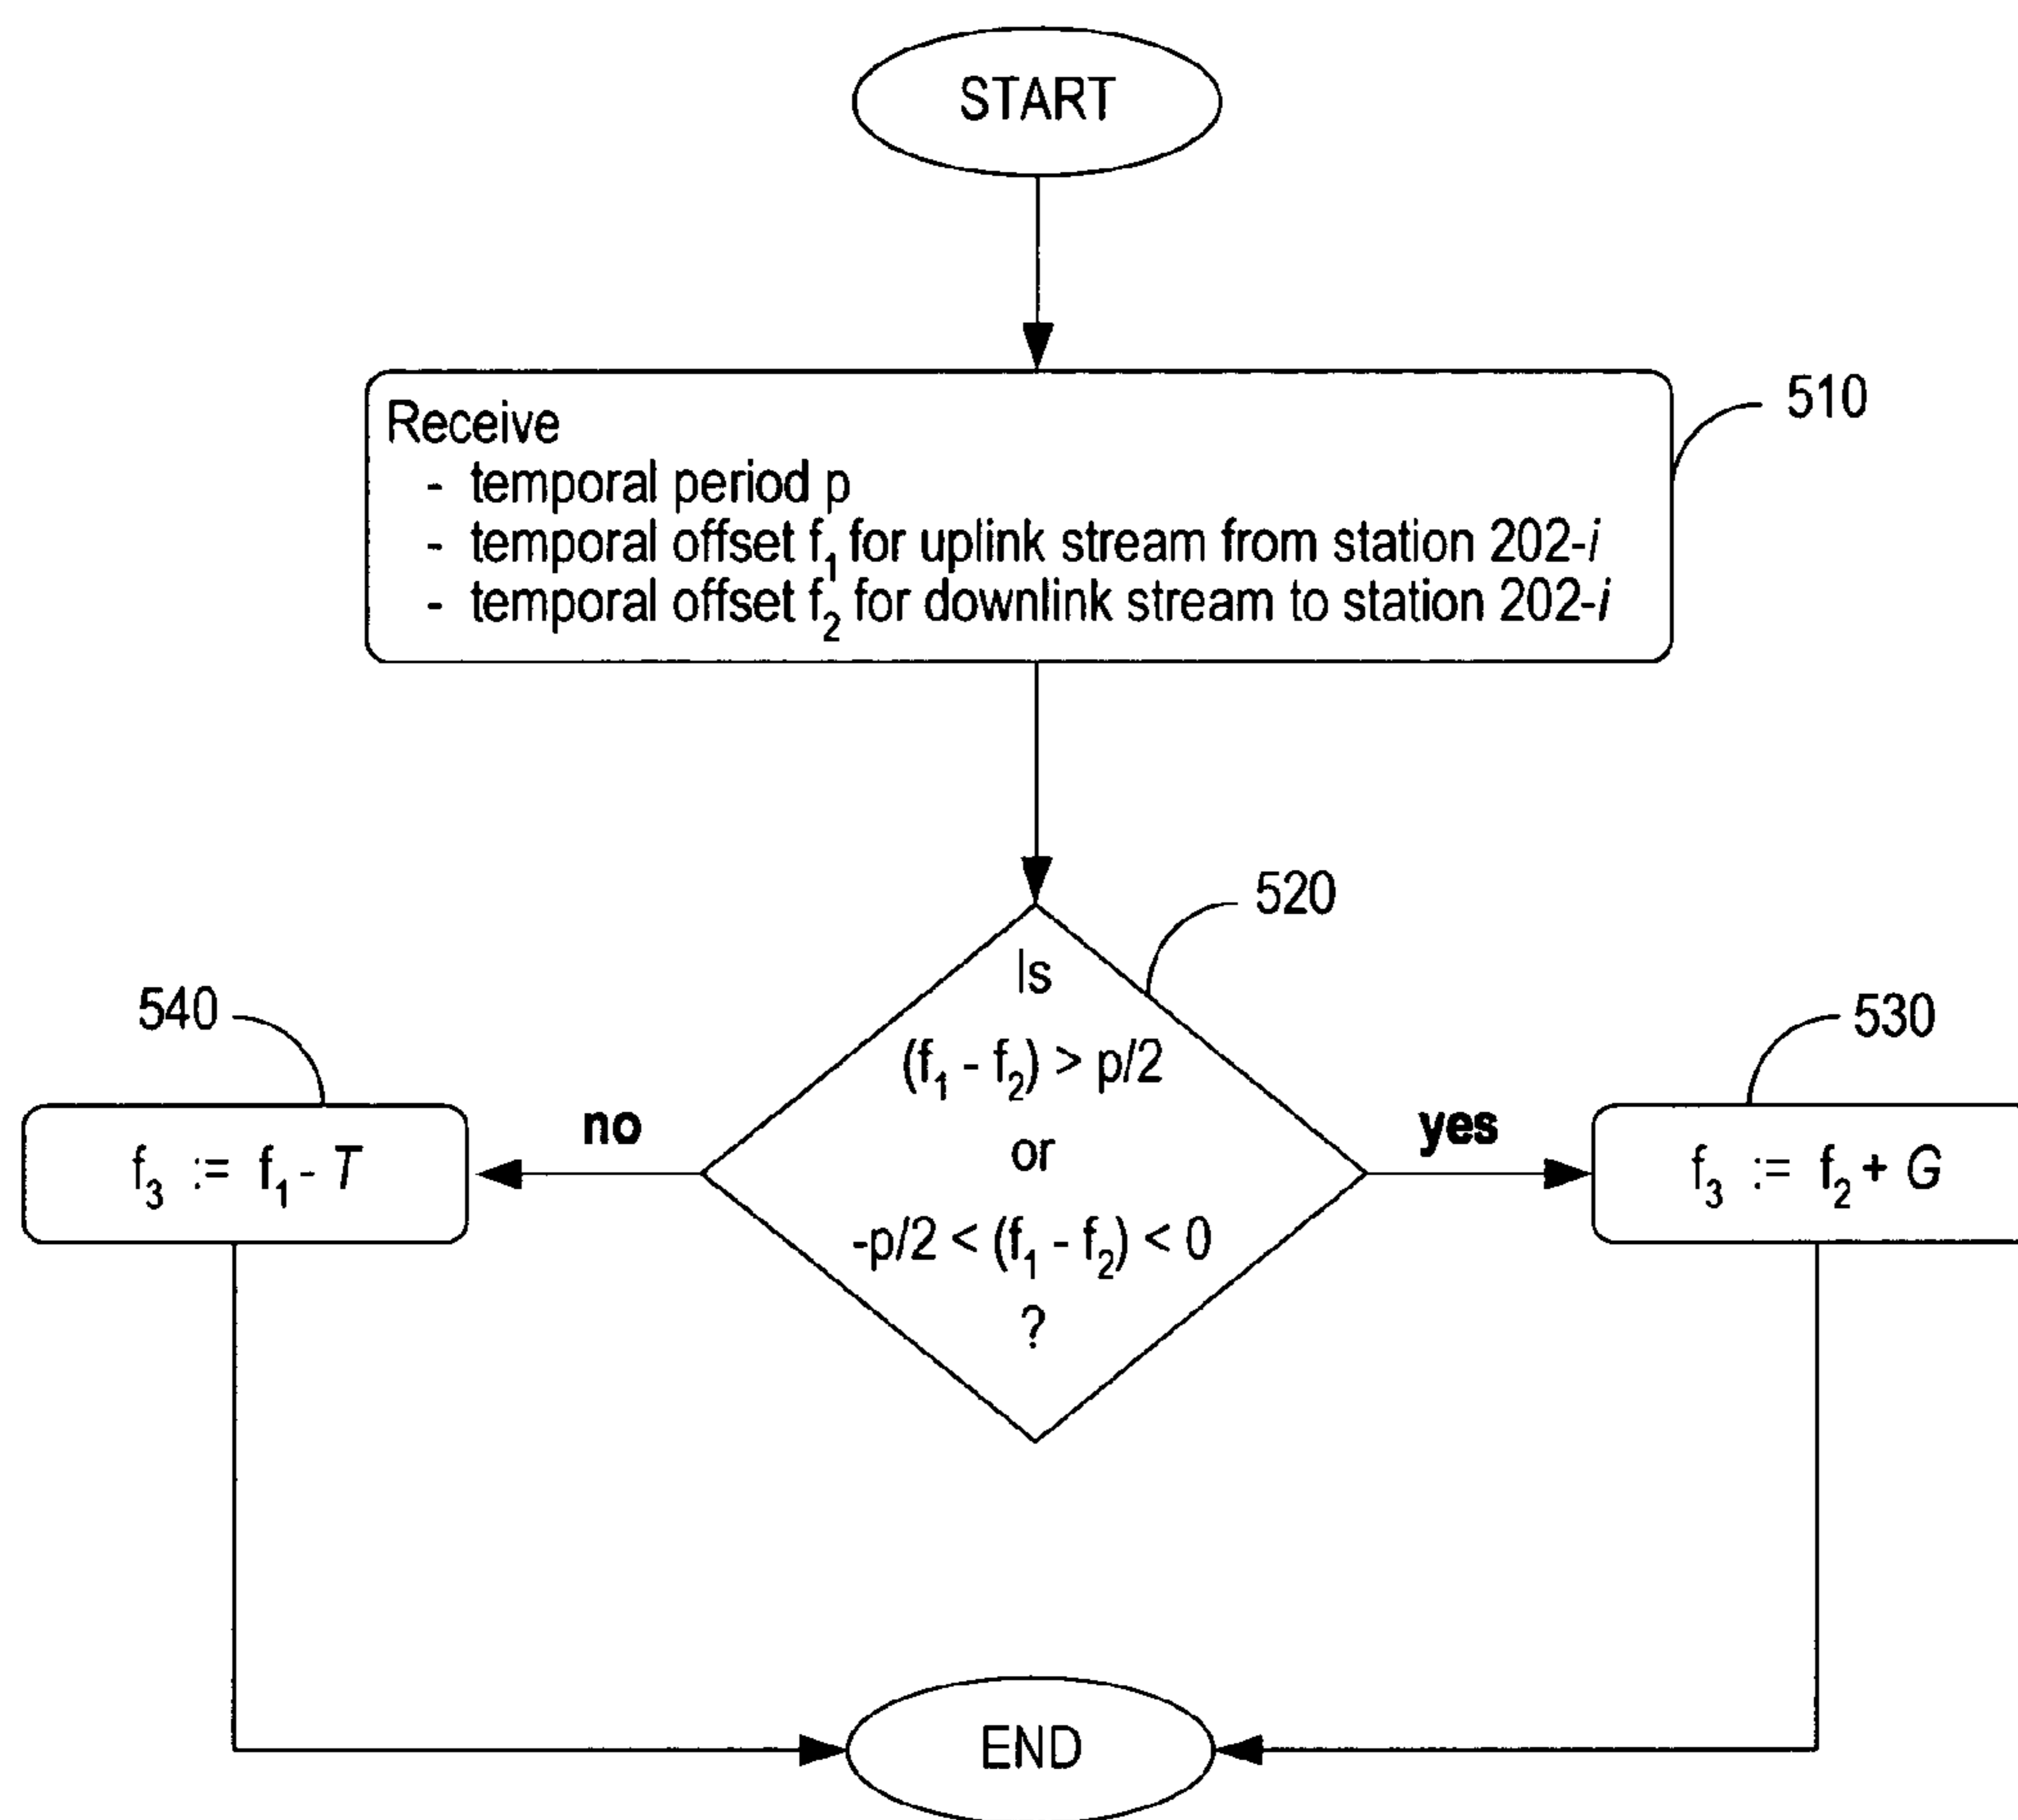 START
510
Receive
- temporal period p
- temporal offset f₁ for uplink stream from station 202-i
- temporal offset f₂ for downlink stream to station 202-i
520
Is
(f₁ - f₂) > p/2
or
-p/2 < (f₁ - f₂) < 0
?
540
no
yes
530
f₃ := f₁ - T
f₃ := f₂ + G
END